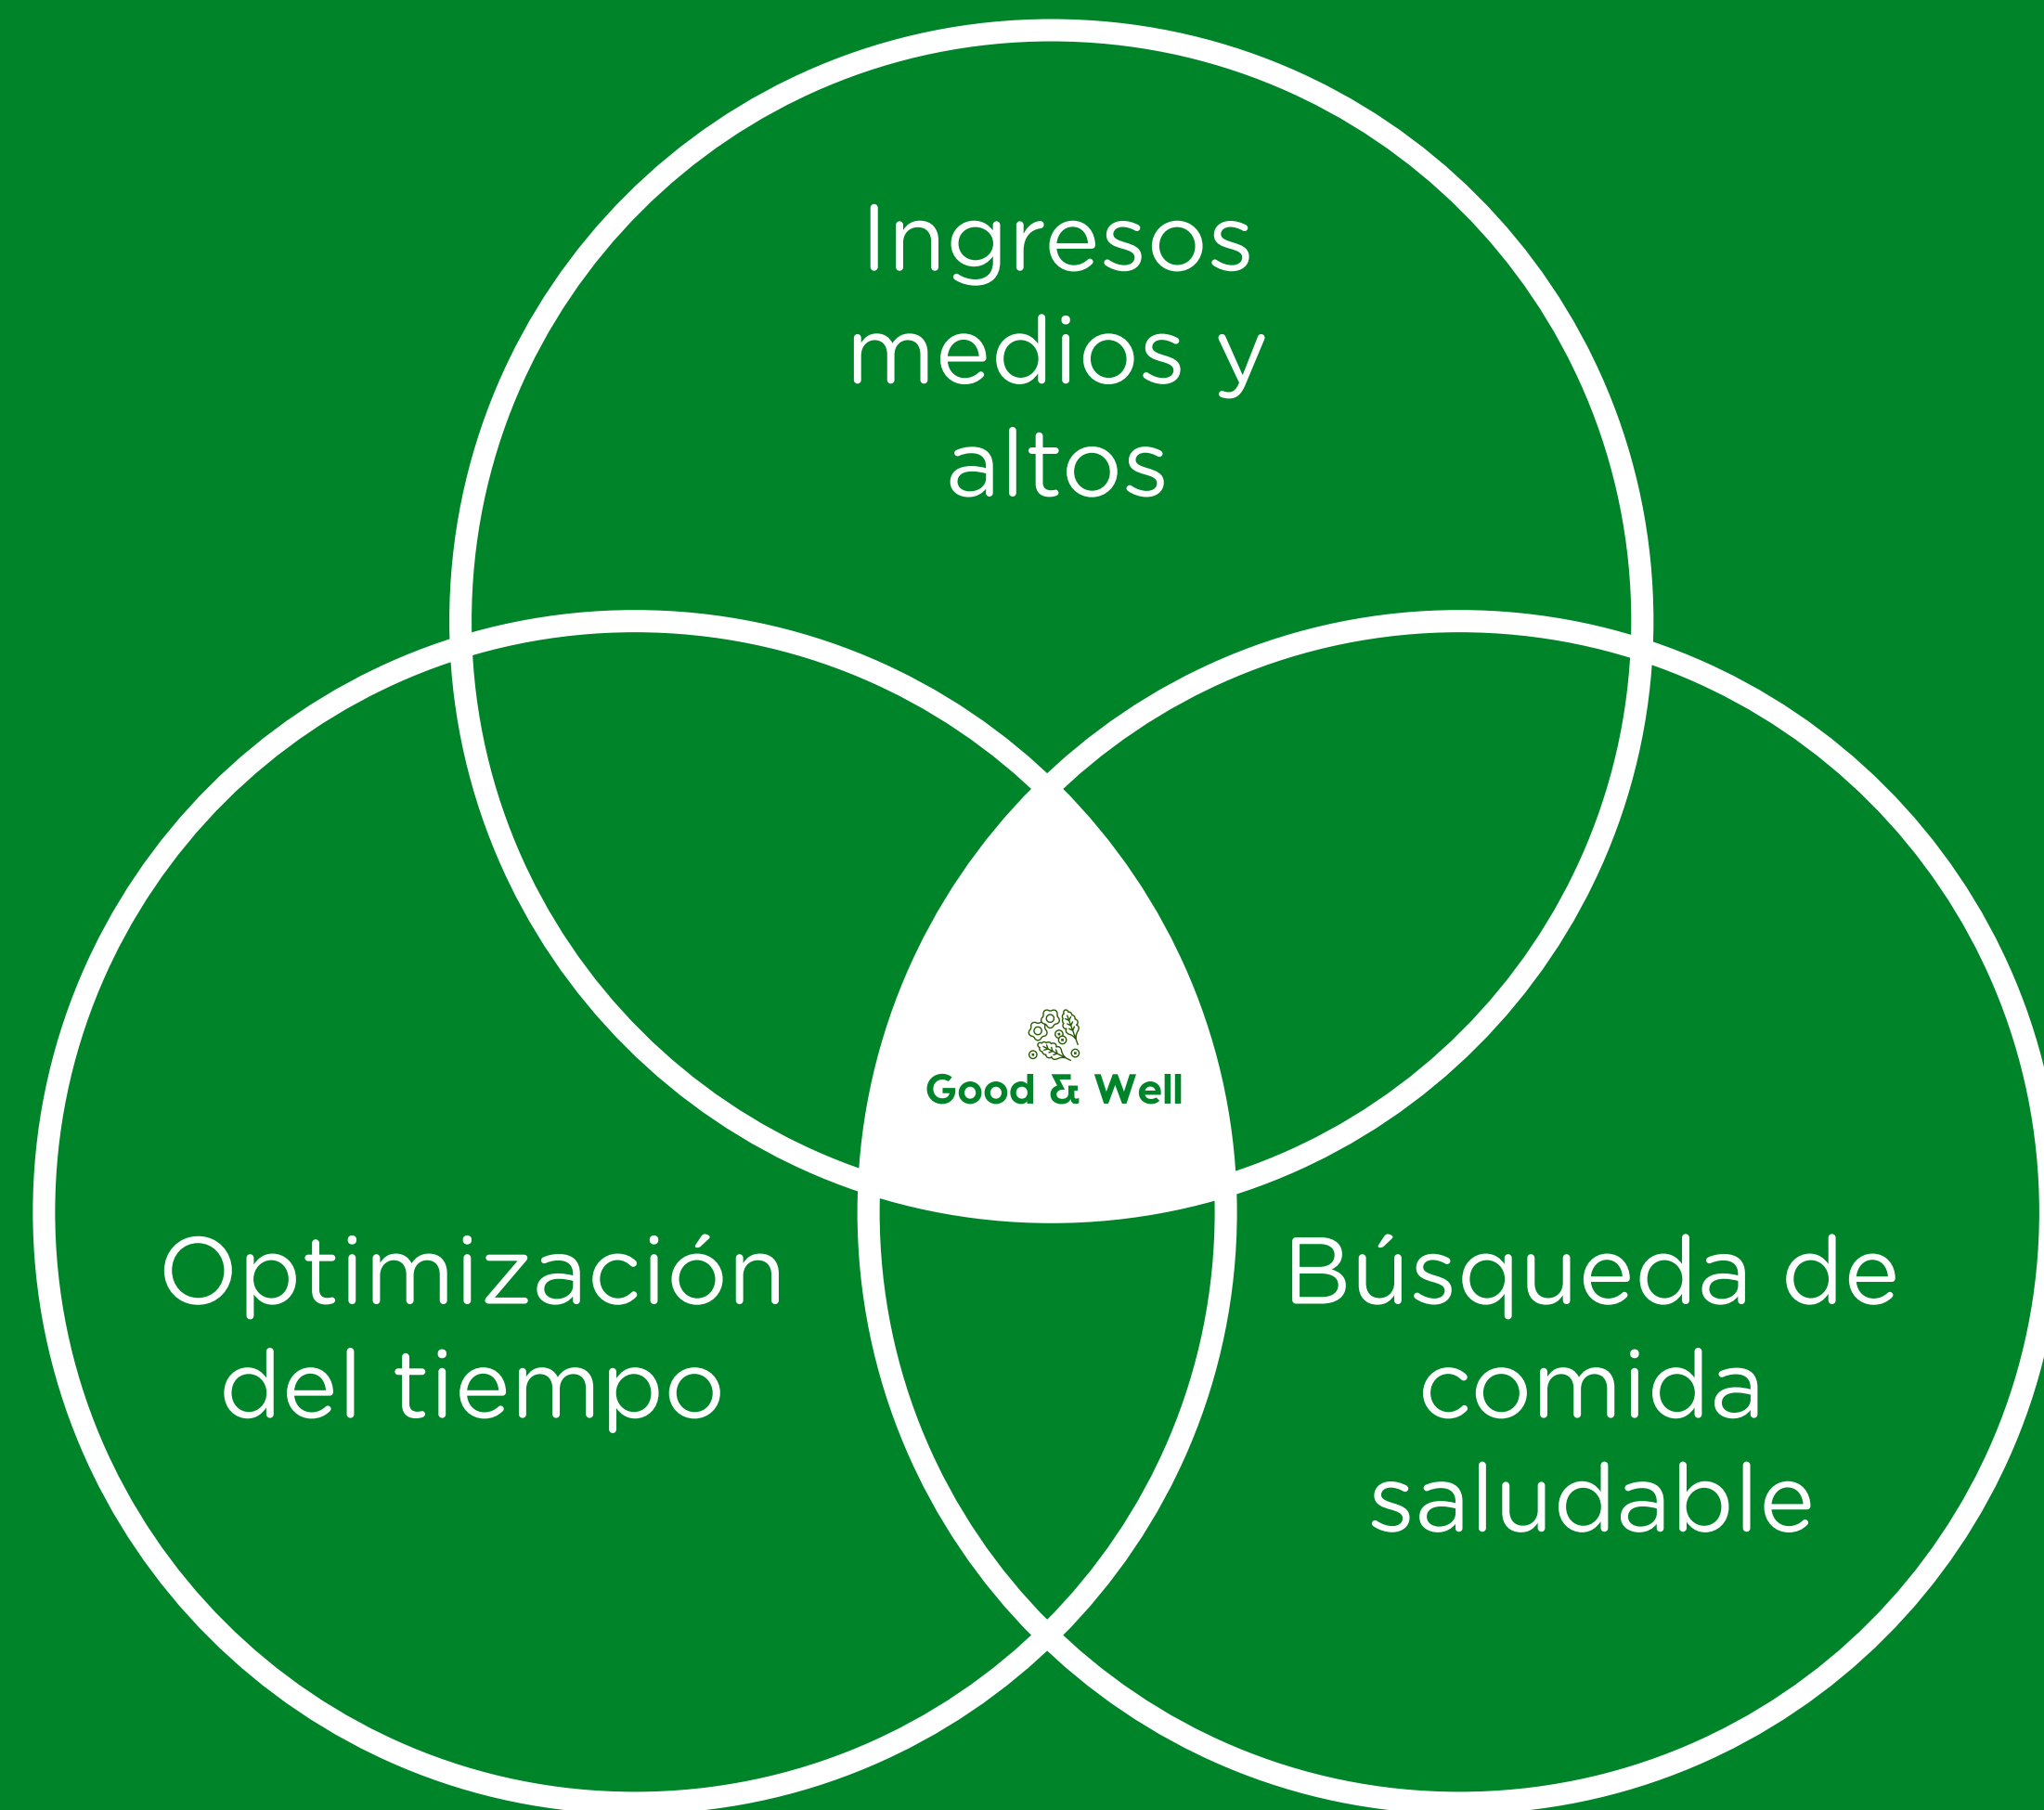 Ingresos
medios y
altos
Good & Well
Optimización
del tiempo
Búsqueda de
comida
saludable